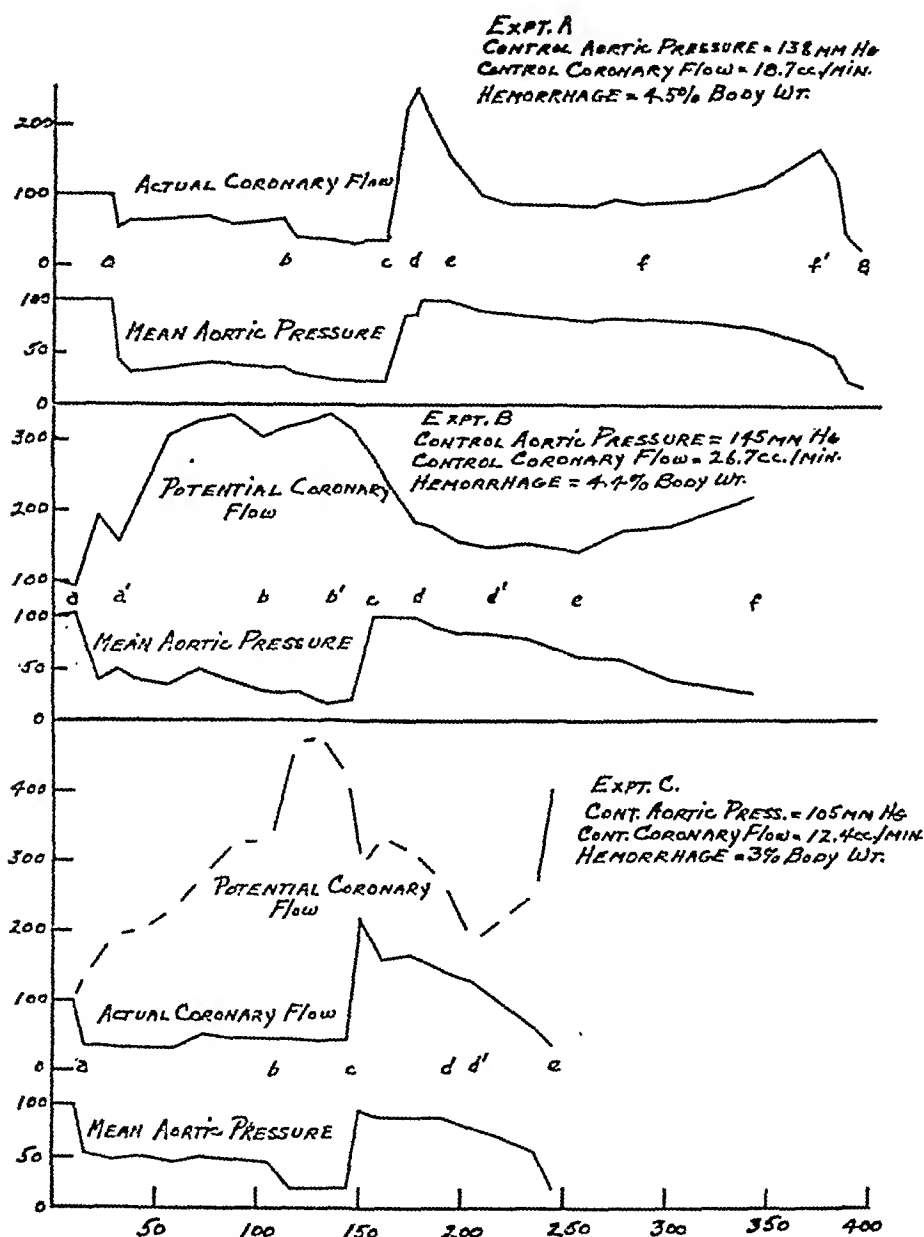 EXPT. A
CONTROL AORTIC PRESSURE = 138 MM HG
CONTROL CORONARY FLOW = 18.7 CC./MIN.
HEMORRHAGE = 4.5% BODY WT.
200
ACTUAL CORONARY FLOW
100
0
a b c d e f f' g
100
MEAN AORTIC PRESSURE
50
0
EXPT. B
CONTROL AORTIC PRESSURE = 145 MM HG
CONTROL CORONARY FLOW = 26.7 CC./MIN.
HEMORRHAGE = 4.4% BODY WT.
300
POTENTIAL CORONARY
FLOW
200
100
a a' b b' c d d' e f
100
MEAN AORTIC PRESSURE
50
0
EXPT. C.
CONT. AORTIC PRESS. = 105 MM HG
CONT. CORONARY FLOW = 12.4 CC./MIN.
HEMORRHAGE = 3% BODY WT.
400
300
POTENTIAL CORONARY
FLOW
200
100
ACTUAL CORONARY FLOW
0
a b c d d' e
100
MEAN AORTIC PRESSURE
50
0
50 100 150 200 250 300 350 400